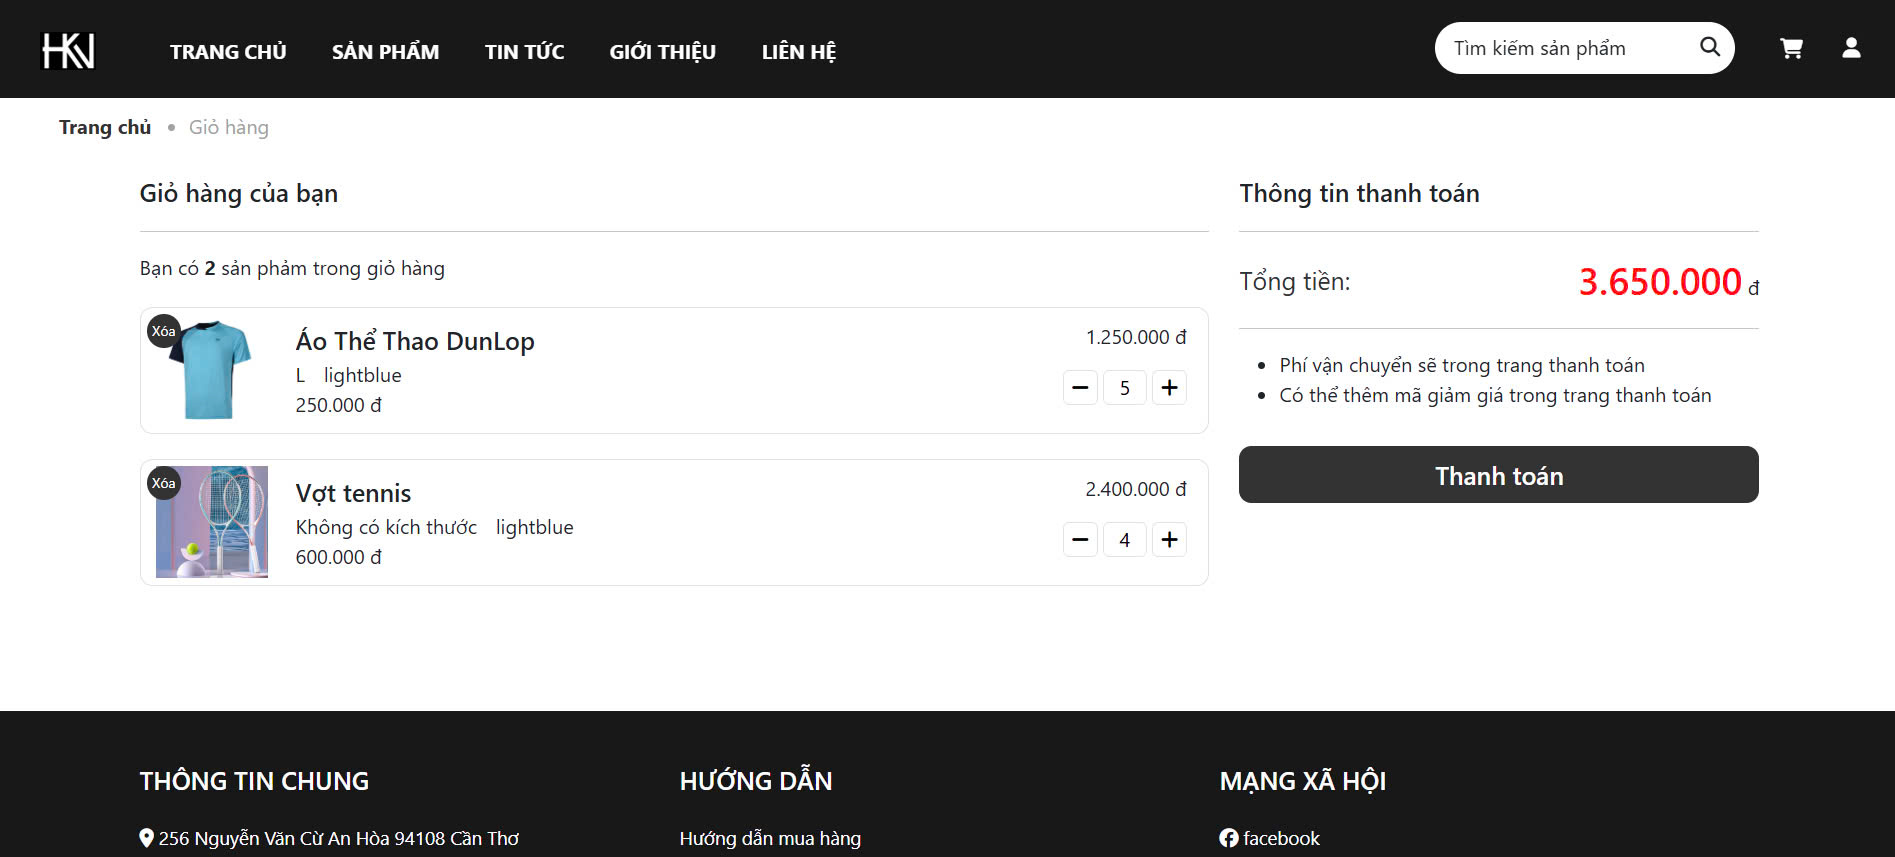 HKN
TRANG CHỦ
SẢN PHẨM
TIN TỨC
GIỚI THIỆU
LIÊN HỆ
Tìm kiếm sản phẩm
Trang chủ • Giỏ hàng
Giỏ hàng của bạn
Bạn có 2 sản phảm trong giỏ hàng
Xóa
Áo Thể Thao DunLop
L lightblue
250.000 đ
1.250.000 đ
5
Xóa
Vợt tennis
Không có kích thước lightblue
600.000 đ
2.400.000 đ
4
Thông tin thanh toán
Tổng tiền: 3.650.000 đ
• Phí vận chuyển sẽ trong trang thanh toán
• Có thể thêm mã giảm giá trong trang thanh toán
Thanh toán
THÔNG TIN CHUNG
256 Nguyễn Văn Cừ An Hòa 94108 Cần Thơ
HƯỚNG DẪN
Hướng dẫn mua hàng
MẠNG XÃ HỘI
facebook